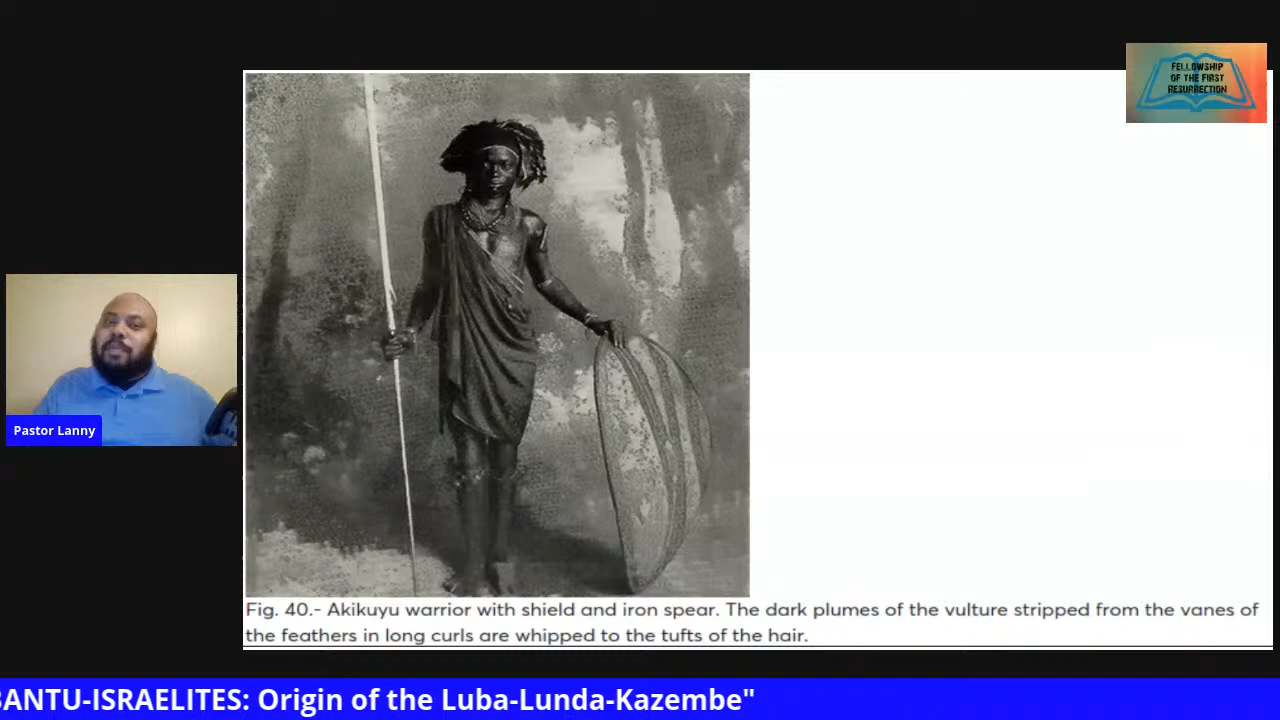 FELLOWSHIP
OF THE FIRST
RESURRECTION
Pastor Lanny
Fig. 40.- Akikuyu warrior with shield and iron spear. The dark plumes of the vulture stripped from the vanes of
the feathers in long curls are whipped to the tufts of the hair.
BANTU-ISRAELITES: Origin of the Luba-Lunda-Kazembe"